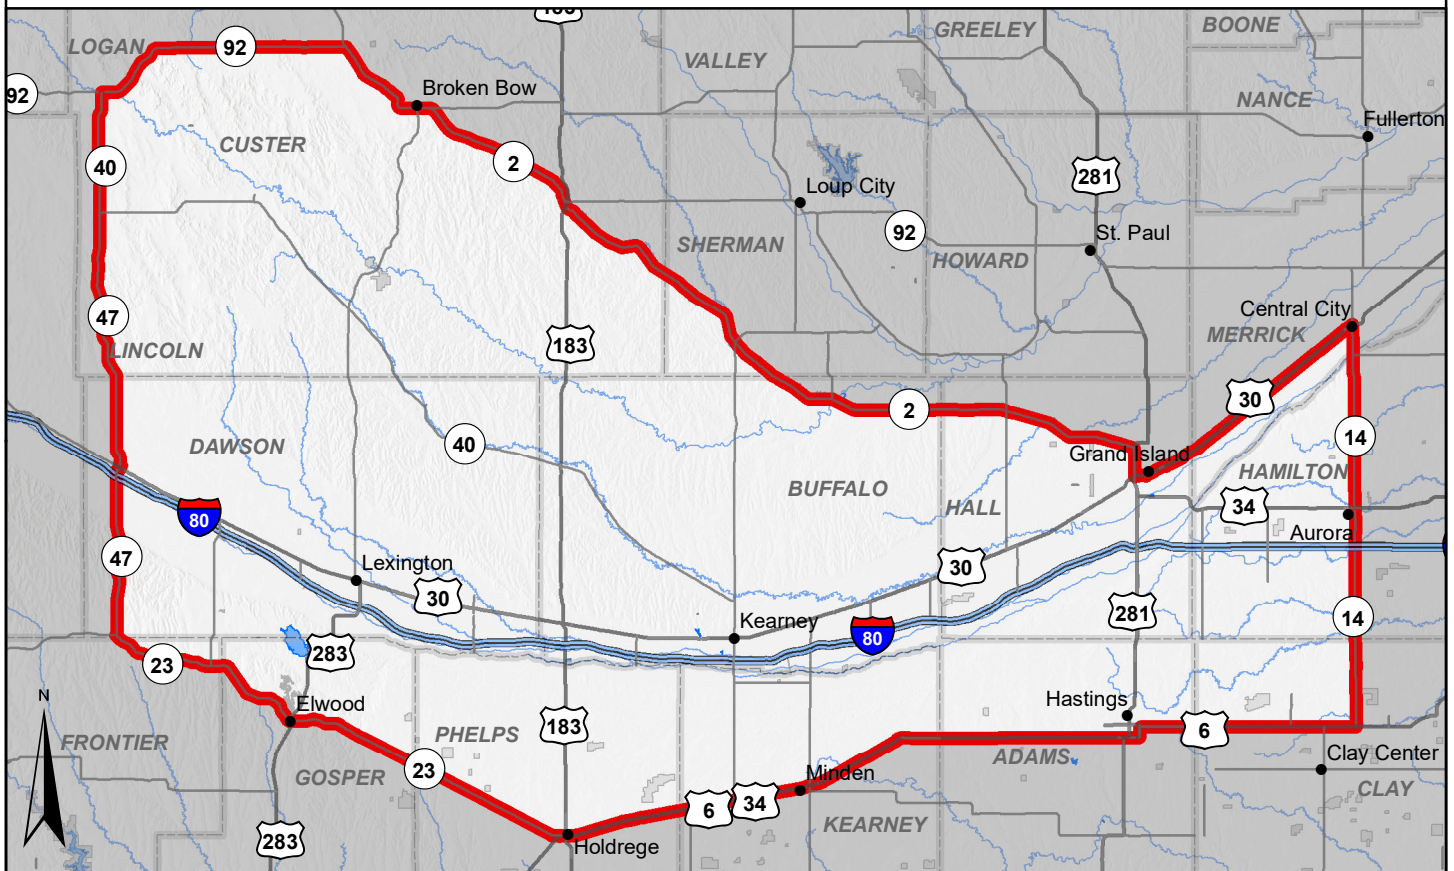 183
LOGAN
92
GREELEY
BOONE
VALLEY
92
Broken Bow
NANCE
Fullerton
CUSTER
40
2
281
Loup City
92
St. Paul
SHERMAN
HOWARD
Central City
47
LINCOLN
183
MERRICK
30
2
14
DAWSON
40
Grand Island
HAMILTON
BUFFALO
HALL
34
80
Aurora
47
Lexington
30
30
281
14
Kearney
80
283
23
Elwood
Hastings
N
183
6
PHELPS
FRONTIER
ADAMS
Clay Center
23
GOSPER
Minden
CLAY
6
34
KEARNEY
283
Holdrege